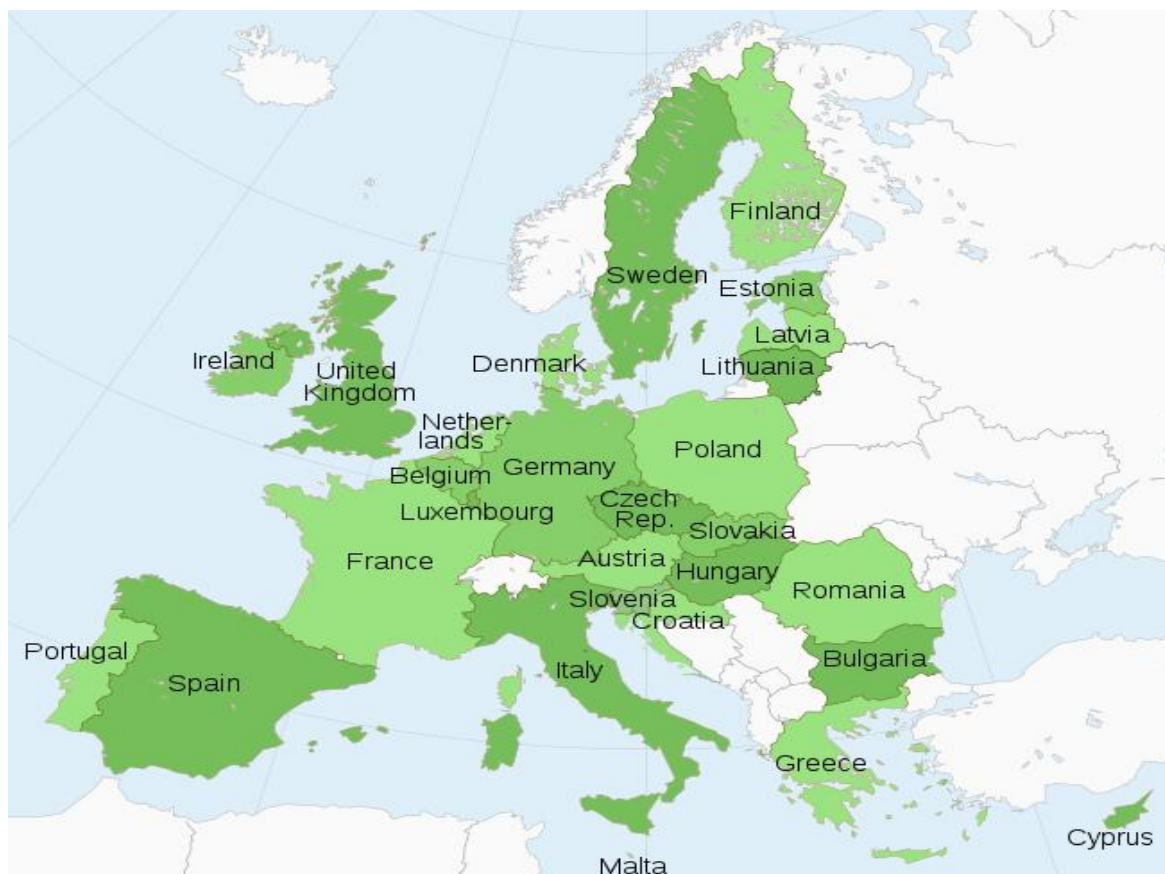 Finland
Sweden
Estonia
Latvia
Lithuania
Ireland
United
Kingdom
Denmark
Nether-
lands
Belgium
Luxembourg
Germany
Poland
Czech
Rep.
Slovakia
France
Austria
Hungary
Slovenia
Croatia
Romania
Portugal
Spain
Italy
Bulgaria
Greece
Cyprus
Malta